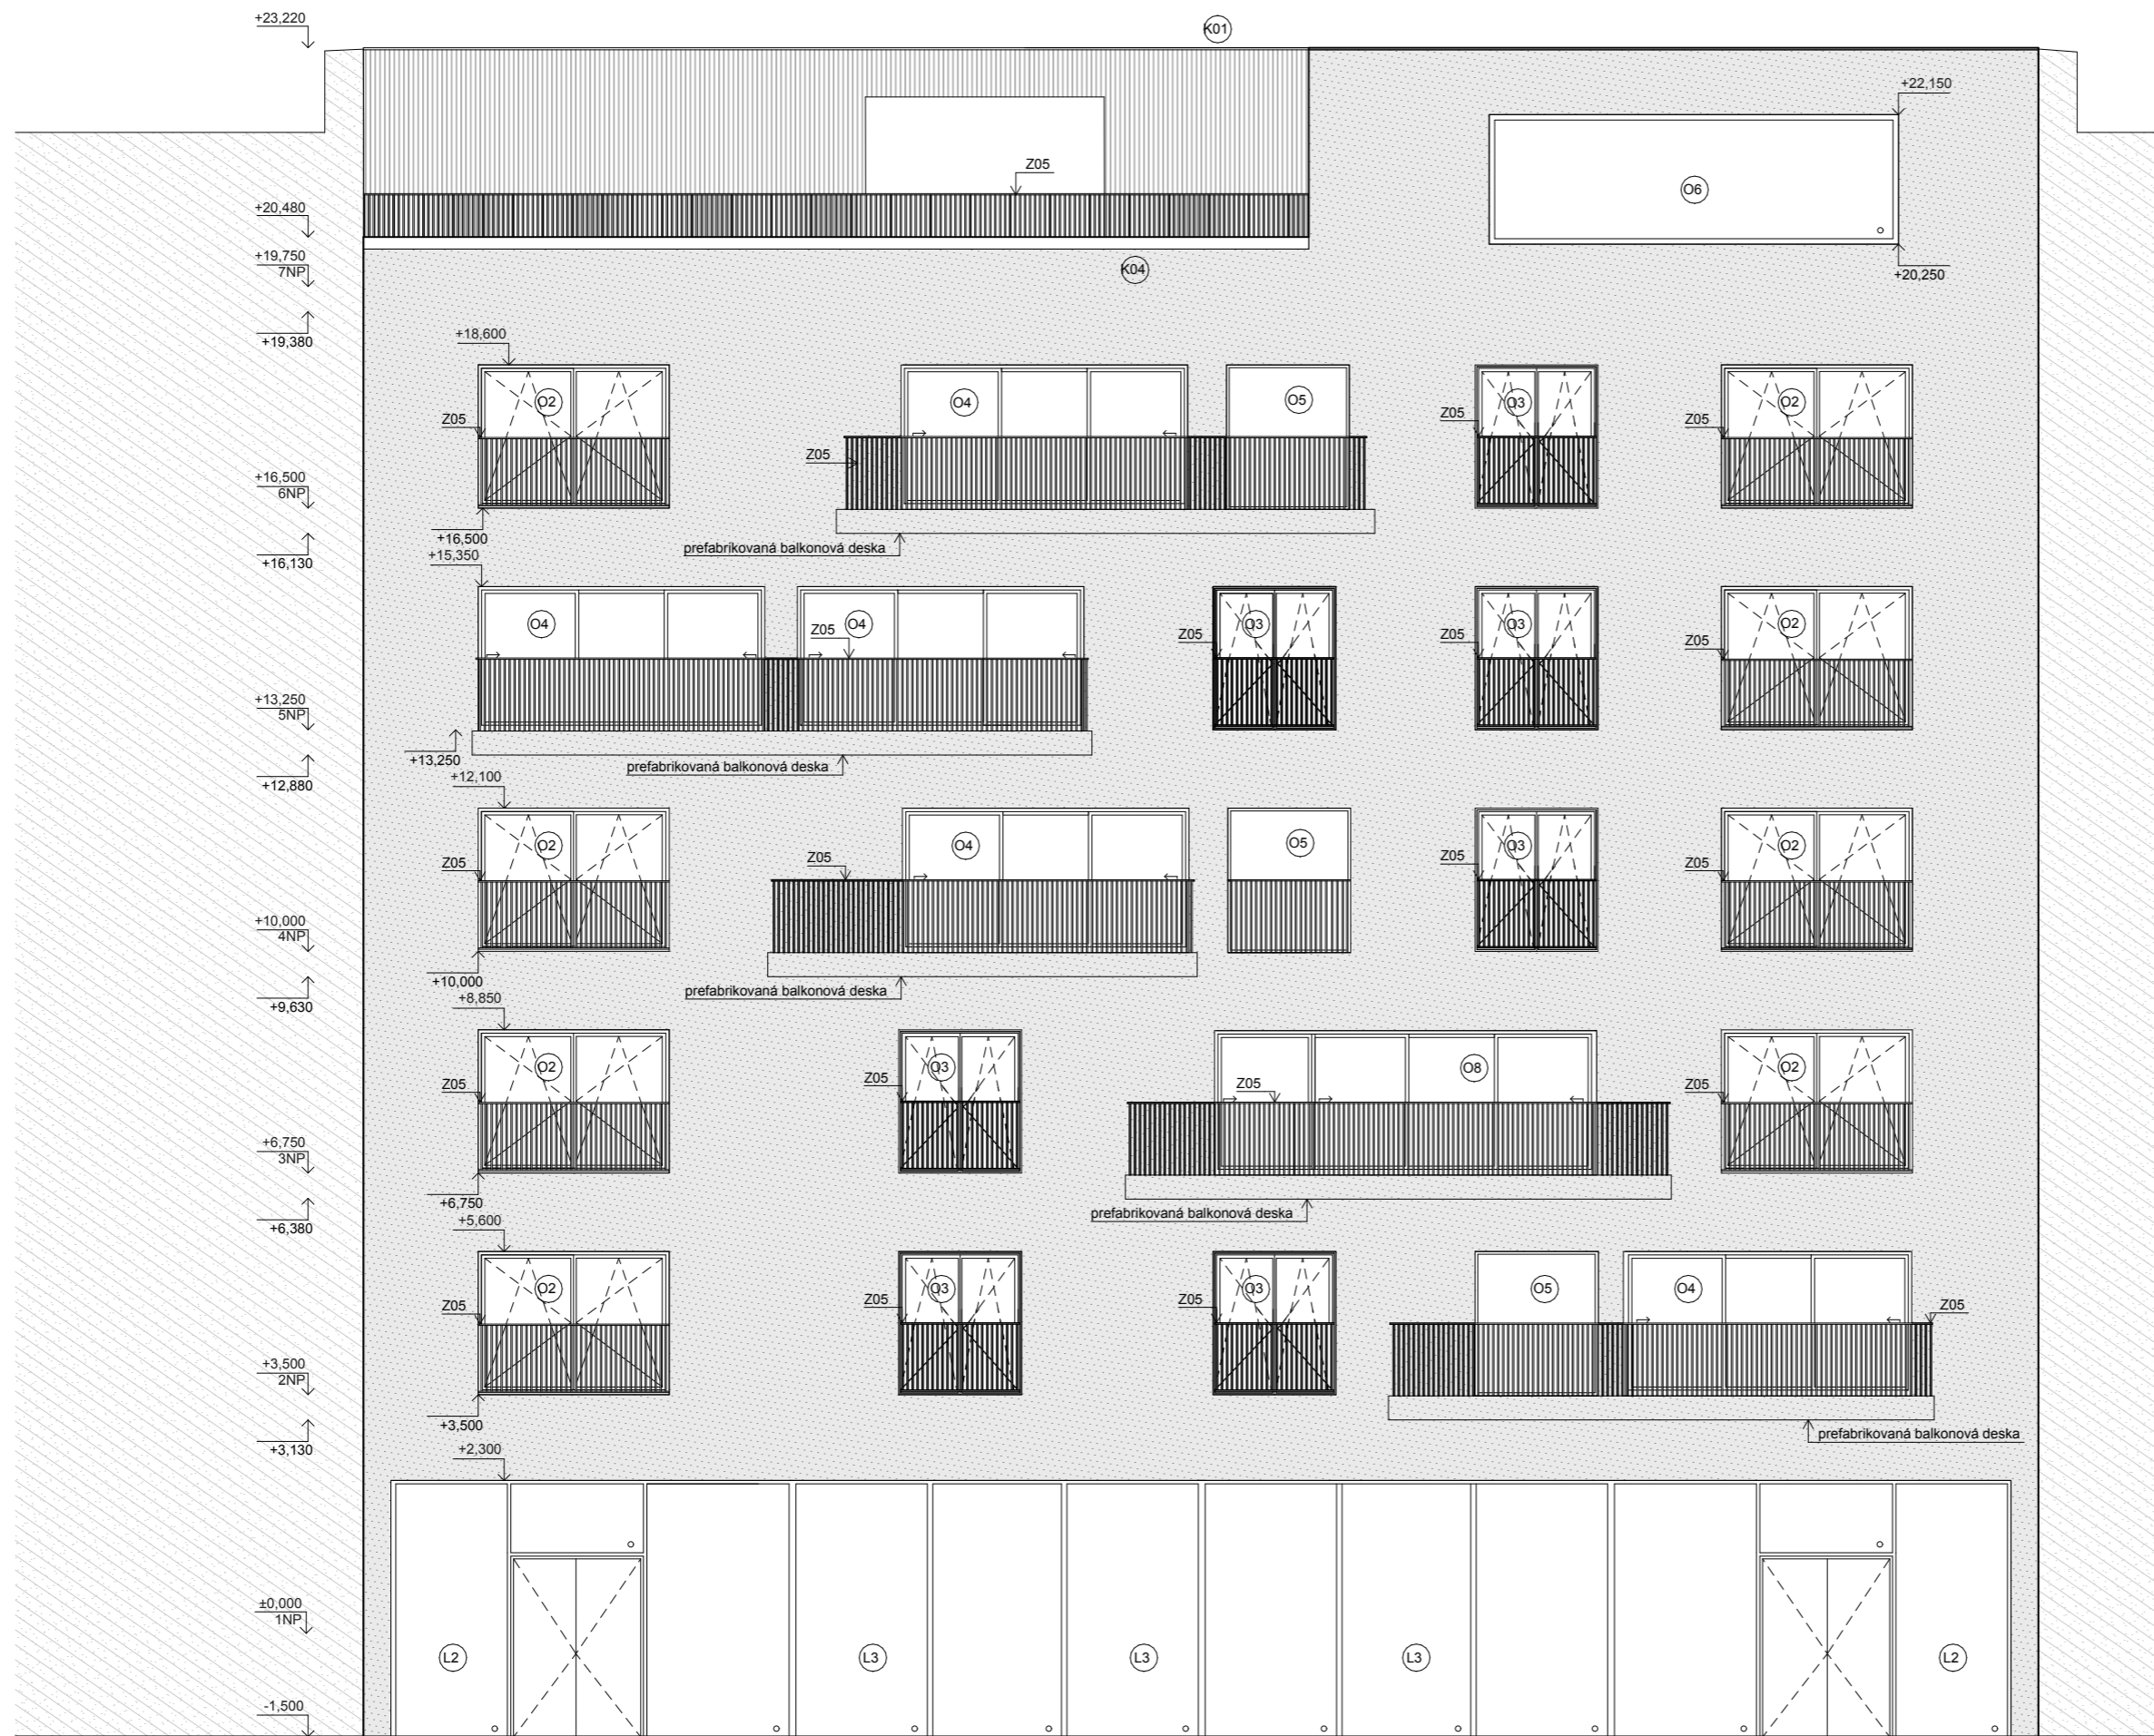 +23,220
K01
+22,150
Z05
O6
+20,480
+19,750
7NP
K04
+20,250
+19,380
+18,600
O2
O4
O5
O3
O2
Z05
Z05
Z05
Z05
+16,500
6NP
+16,500
prefabrikovaná balkonová deska
+16,130
+15,350
O4
Z05
O4
Z05
O3
Z05
O3
Z05
O2
+13,250
5NP
+13,250
prefabrikovaná balkonová deska
+12,880
+12,100
O2
O4
O5
O3
O2
Z05
Z05
Z05
Z05
+10,000
4NP
+10,000
prefabrikovaná balkonová deska
+9,630
+8,850
O2
O3
O8
O2
Z05
Z05
Z05
Z05
+6,750
3NP
+6,750
prefabrikovaná balkonová deska
+6,380
+5,600
O2
O3
O3
O5
O4
Z05
Z05
Z05
Z05
+3,500
2NP
+3,500
prefabrikovaná balkonová deska
+3,130
+2,300
±0,000
1NP
L2
L3
L3
L3
L2
-1,500